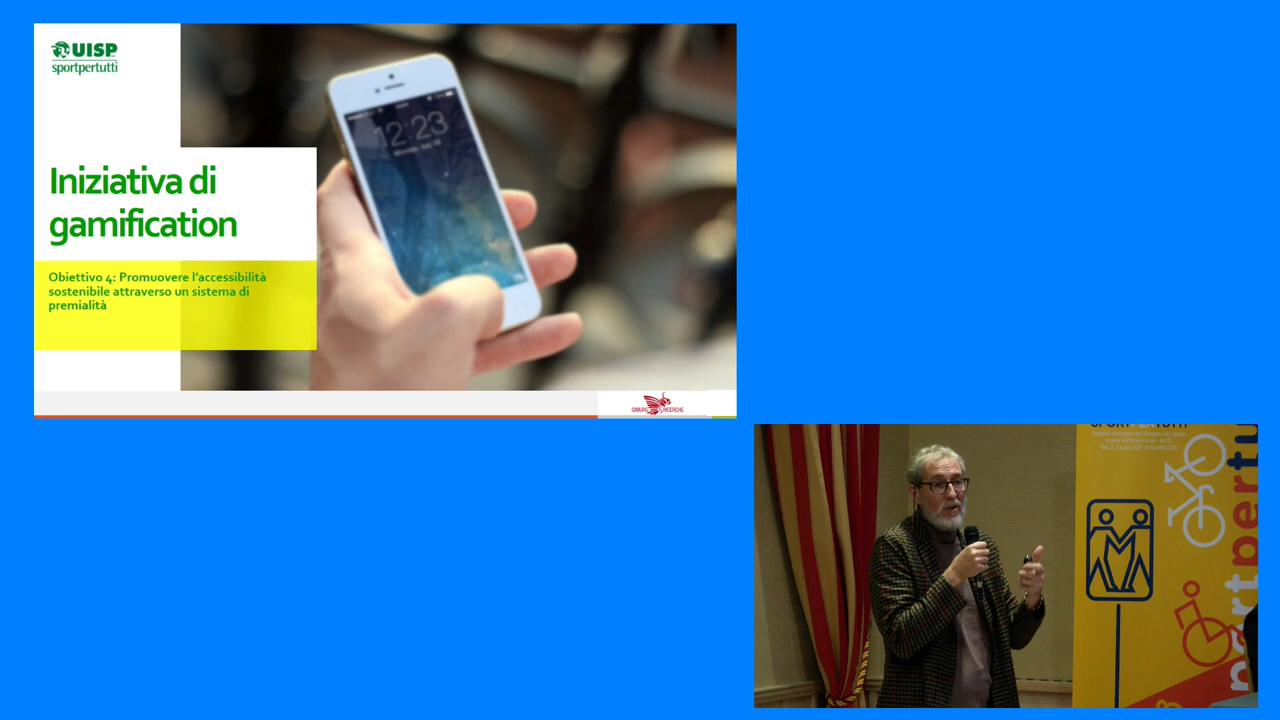 UISP
sportpertutti
Iniziativa di
gamification
Obiettivo 4: Promuovere l'accessibilità
sostenibile attraverso un sistema di
premialità
12:23
SIMURG RICERCHE
SPORTPERTUTTI
sportpertu